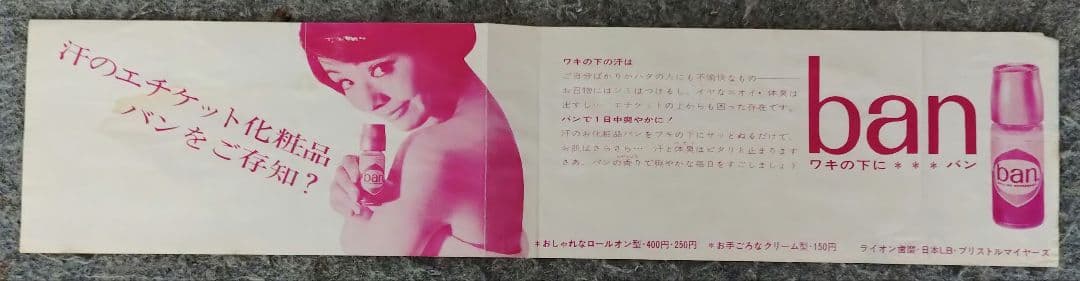 汗のエチケット化粧品
バンをご存知？
ban
ワキの下の汗は
ご自分ばかりかハタの人にも不愉快なもの――
お召物にはシミはつけるし、イヤなニオイ・体臭は
出すし… エチケットの上からも困った存在です。
バンで1日中爽やかに！
汗のお化粧品バンをワキの下にサッとぬるだけで、
お肌はさらさら… 汗と体臭はピタリと止まります
さあ、バンの香りで爽やかな毎日をすごしましょう
ban
ワキの下に＊＊＊バン
ban
＊おしゃれなロールオン型・400円・250円 ＊お手ごろなクリーム型・150円
ライオン歯磨・日本L.B・ブリストルマイヤーズ